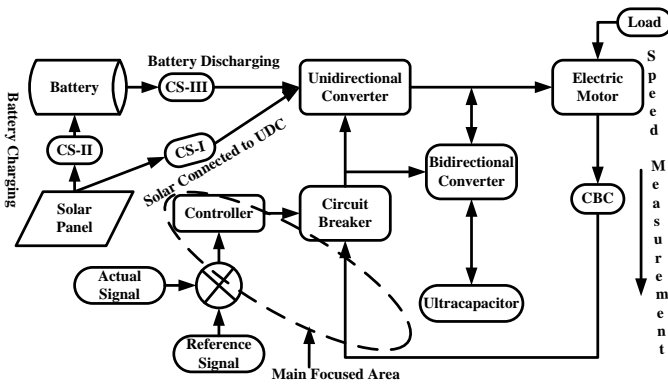 Load
Battery Discharging
Battery
CS-III
Unidirectional
Converter
Electric
Motor
Speed Measurement
Battery Charging
CS-II
CS-I
Solar Connected to UDC
Bidirectional
Converter
Solar
Panel
Controller
Circuit
Breaker
CBC
Actual
Signal
Ultracapacitor
Reference
Signal
Main Focused Area